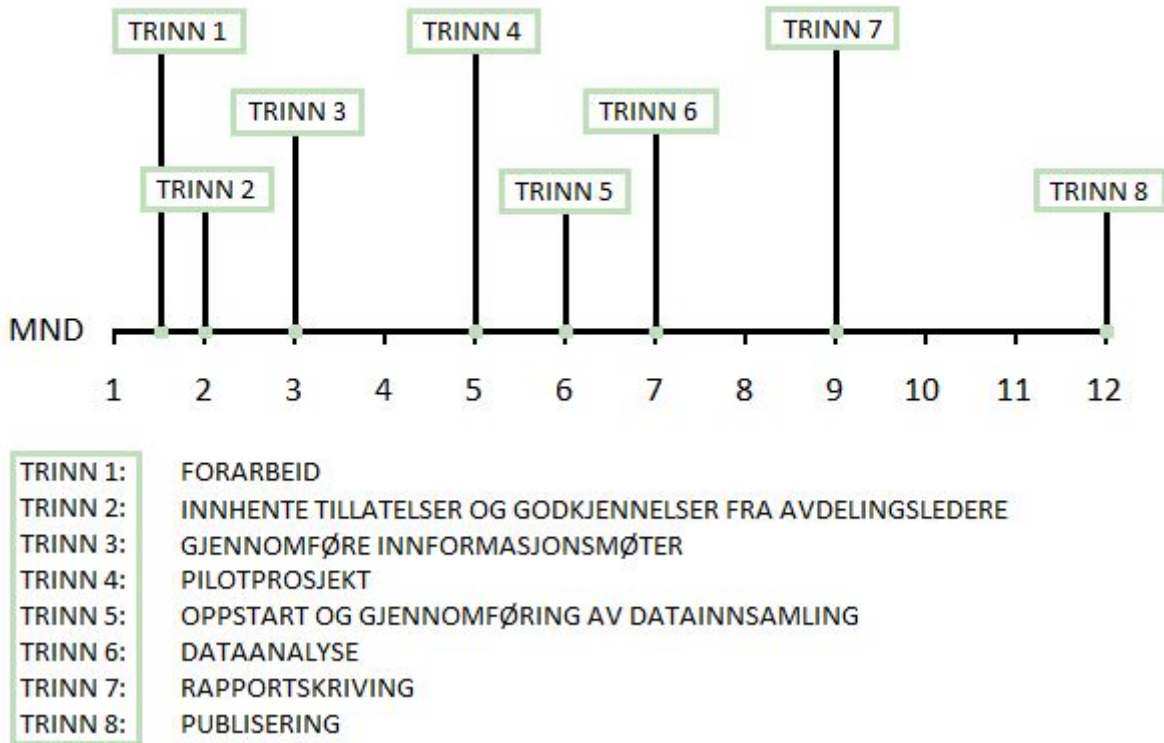 TRINN 1
TRINN 4
TRINN 7
TRINN 3
TRINN 6
TRINN 2
TRINN 5
TRINN 8
MND
1 2 3 4 5 6 7 8 9 10 11 12
TRINN 1: FORARBEID
TRINN 2: INNHENTE TILLATELSER OG GODKJENNELSER FRA AVDELINGSLEDERE
TRINN 3: GJENNOMFØRE INNFORMASJONSMØTER
TRINN 4: PILOTPROSJEKT
TRINN 5: OPPSTART OG GJENNOMFØRING AV DATAINNSAMLING
TRINN 6: DATAANALYSE
TRINN 7: RAPPORTSKRIVING
TRINN 8: PUBLISERING